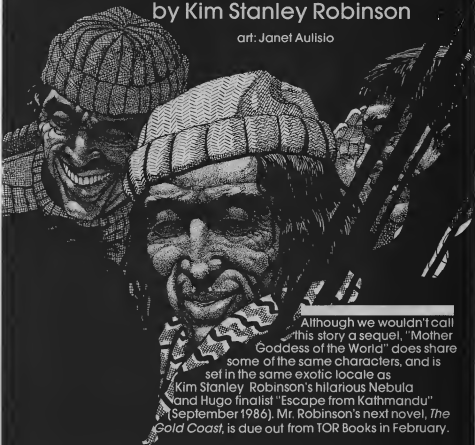 by Kim Stanley Robinson
art: Janet Aulisio
Although we wouldn't call
this story a sequel, "Mother
Goddess of the World" does share
some of the same characters, and is
set in the same exotic locale as
Kim Stanley Robinson's hilarious Nebula
and Hugo finalist "Escape from Kathmandu"
(September 1986). Mr. Robinson's next novel, The
Gold Coast, is due out from TOR Books in February.